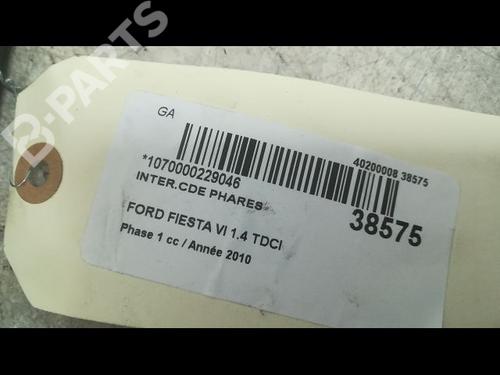 B-PARTS
GA
40200008 38575
*1070000229046
INTER.CDE PHARES
38575
FORD FIESTA VI 1.4 TDCI
Phase 1 cc / Année 2010